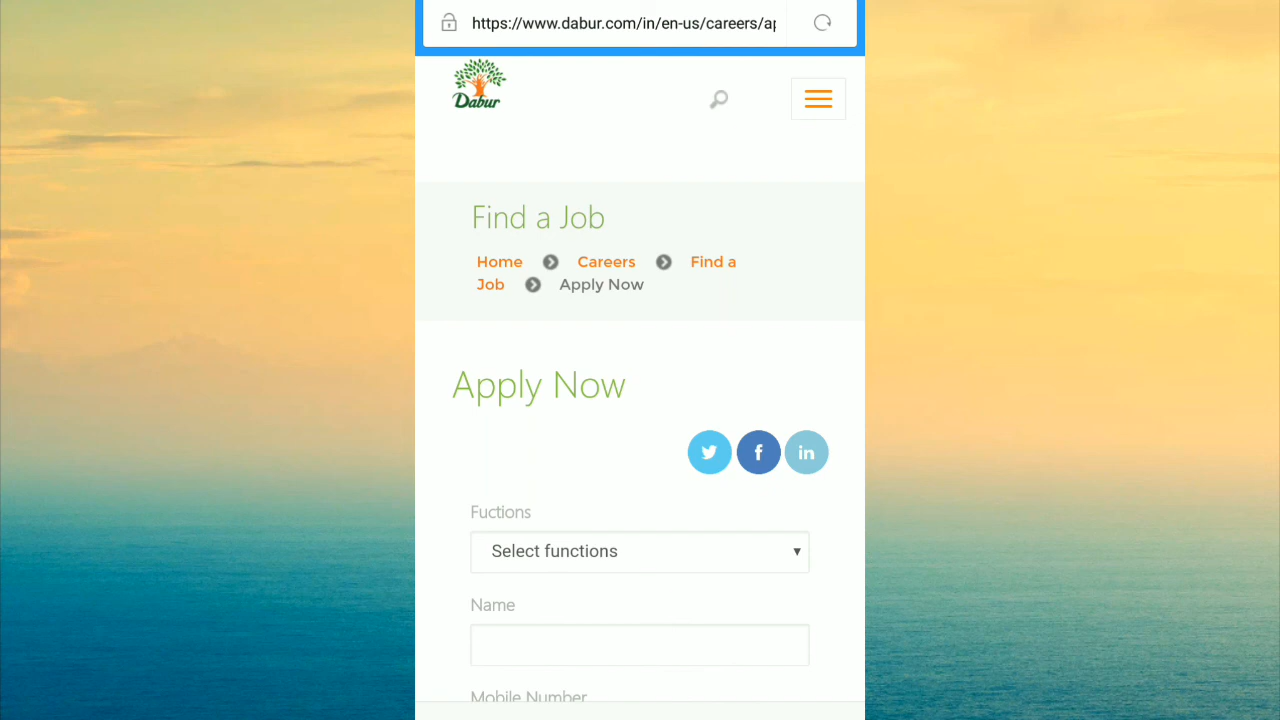 https://www.dabur.com/in/en-us/careers/ap
Dabur
Find a Job
Home Careers Find a
Job Apply Now
Apply Now
f in
Fuctions
Select functions
Name
Mobile Number